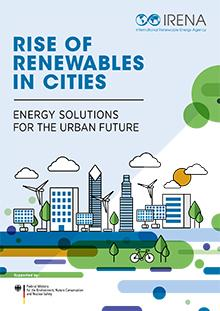 IRENA
International Renewable Energy Agency
RISE OF
RENEWABLES
IN CITIES
ENERGY SOLUTIONS
FOR THE URBAN FUTURE
Supported by:
Federal Ministry
for the Environment, Nature Conservation
and Nuclear Safety